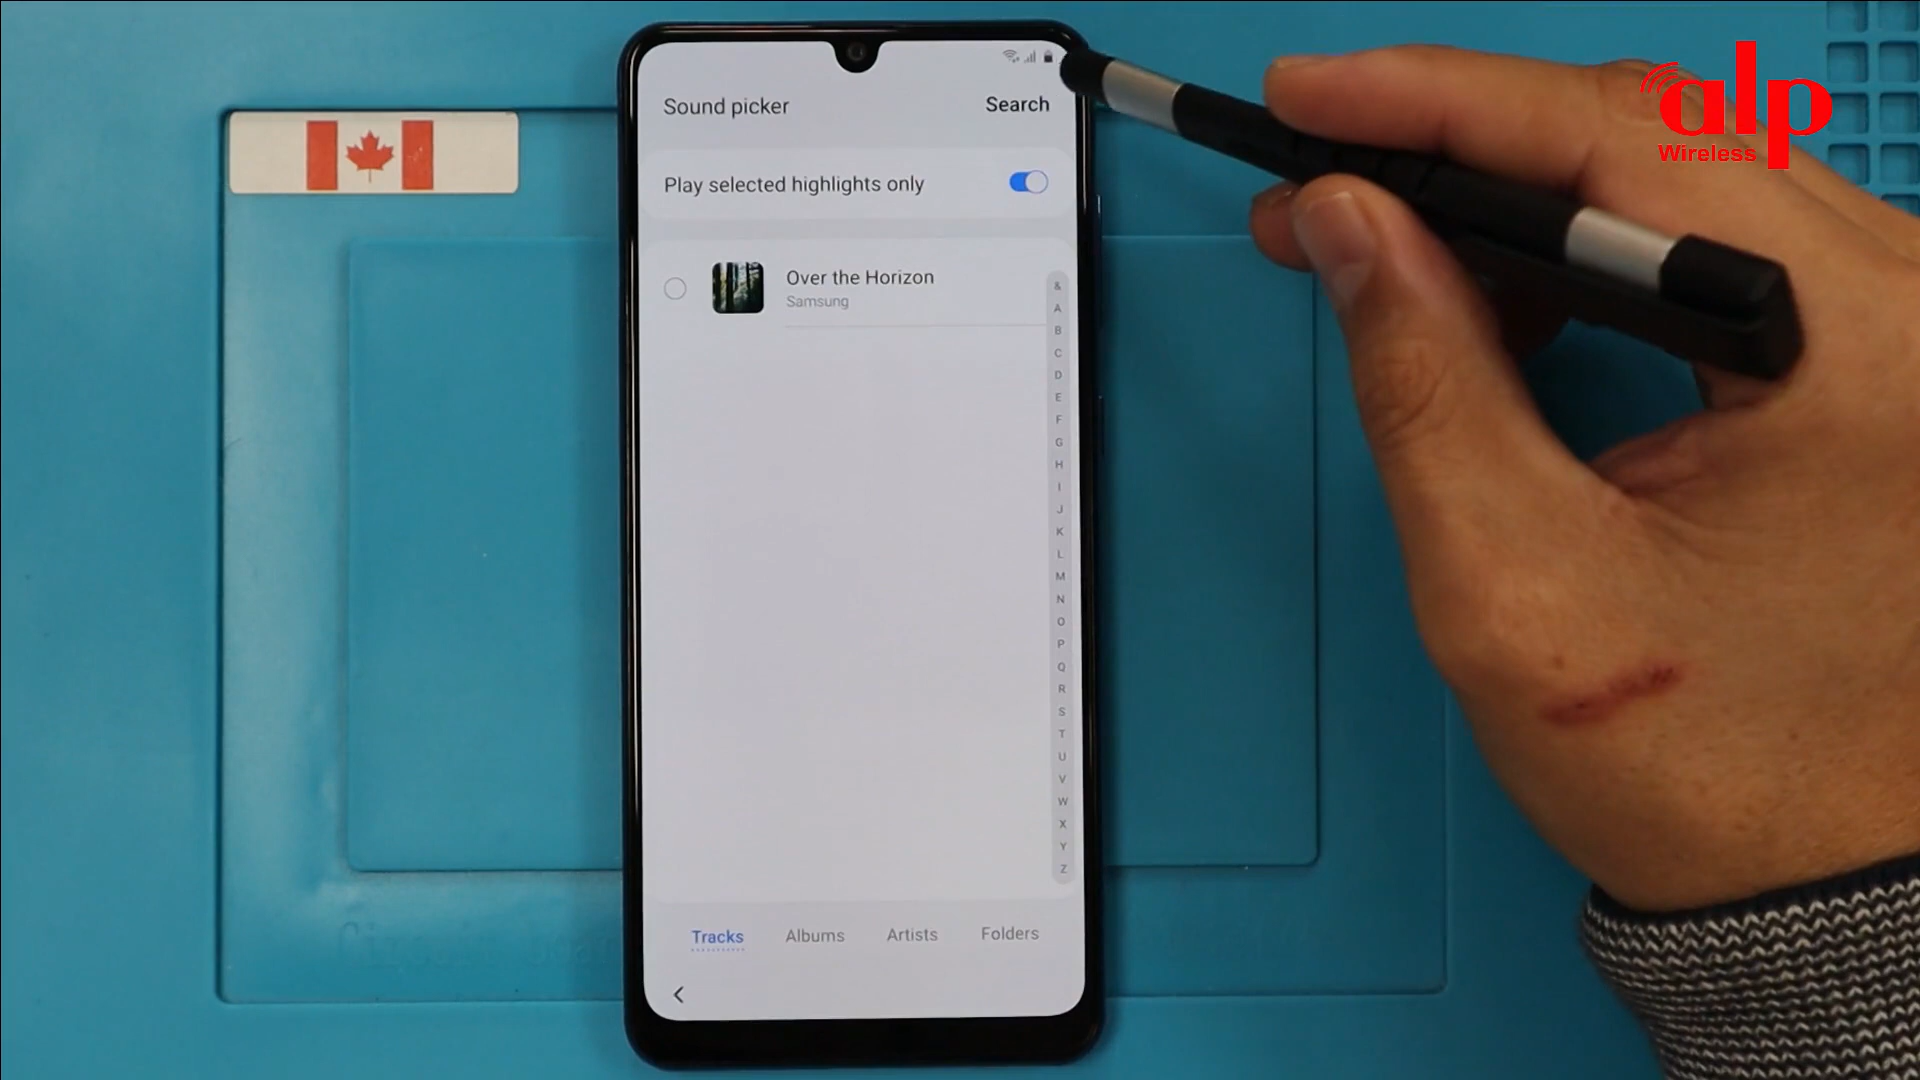 alp
Wireless
Sound picker
Search
Play selected highlights only
Over the Horizon
Samsung
&
A
B
C
D
E
F
G
H
I
J
K
L
M
N
O
P
Q
R
S
T
U
V
W
X
Y
Z
Tracks
Albums
Artists
Folders